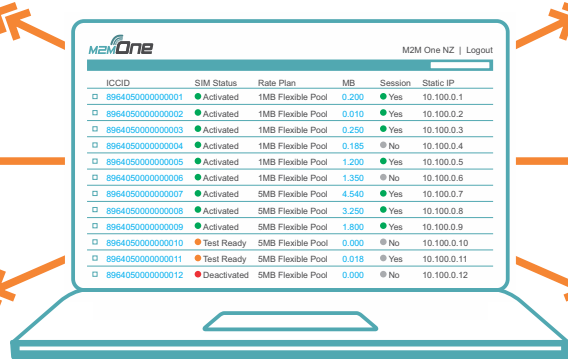 M2MOne
M2M One NZ | Logout
ICCID SIM Status Rate Plan MB Session Static IP
8964050000000001 Activated 1MB Flexible Pool 0.200 Yes 10.100.0.1
8964050000000002 Activated 1MB Flexible Pool 0.010 Yes 10.100.0.2
8964050000000003 Activated 1MB Flexible Pool 0.250 Yes 10.100.0.3
8964050000000004 Activated 1MB Flexible Pool 0.185 No 10.100.0.4
8964050000000005 Activated 1MB Flexible Pool 1.200 Yes 10.100.0.5
8964050000000006 Activated 1MB Flexible Pool 1.350 No 10.100.0.6
8964050000000007 Activated 5MB Flexible Pool 4.540 Yes 10.100.0.7
8964050000000008 Activated 5MB Flexible Pool 3.250 Yes 10.100.0.8
8964050000000009 Activated 5MB Flexible Pool 1.800 Yes 10.100.0.9
8964050000000010 Test Ready 5MB Flexible Pool 0.000 No 10.100.0.10
8964050000000011 Test Ready 5MB Flexible Pool 0.018 Yes 10.100.0.11
8964050000000012 Deactivated 5MB Flexible Pool 0.000 No 10.100.0.12